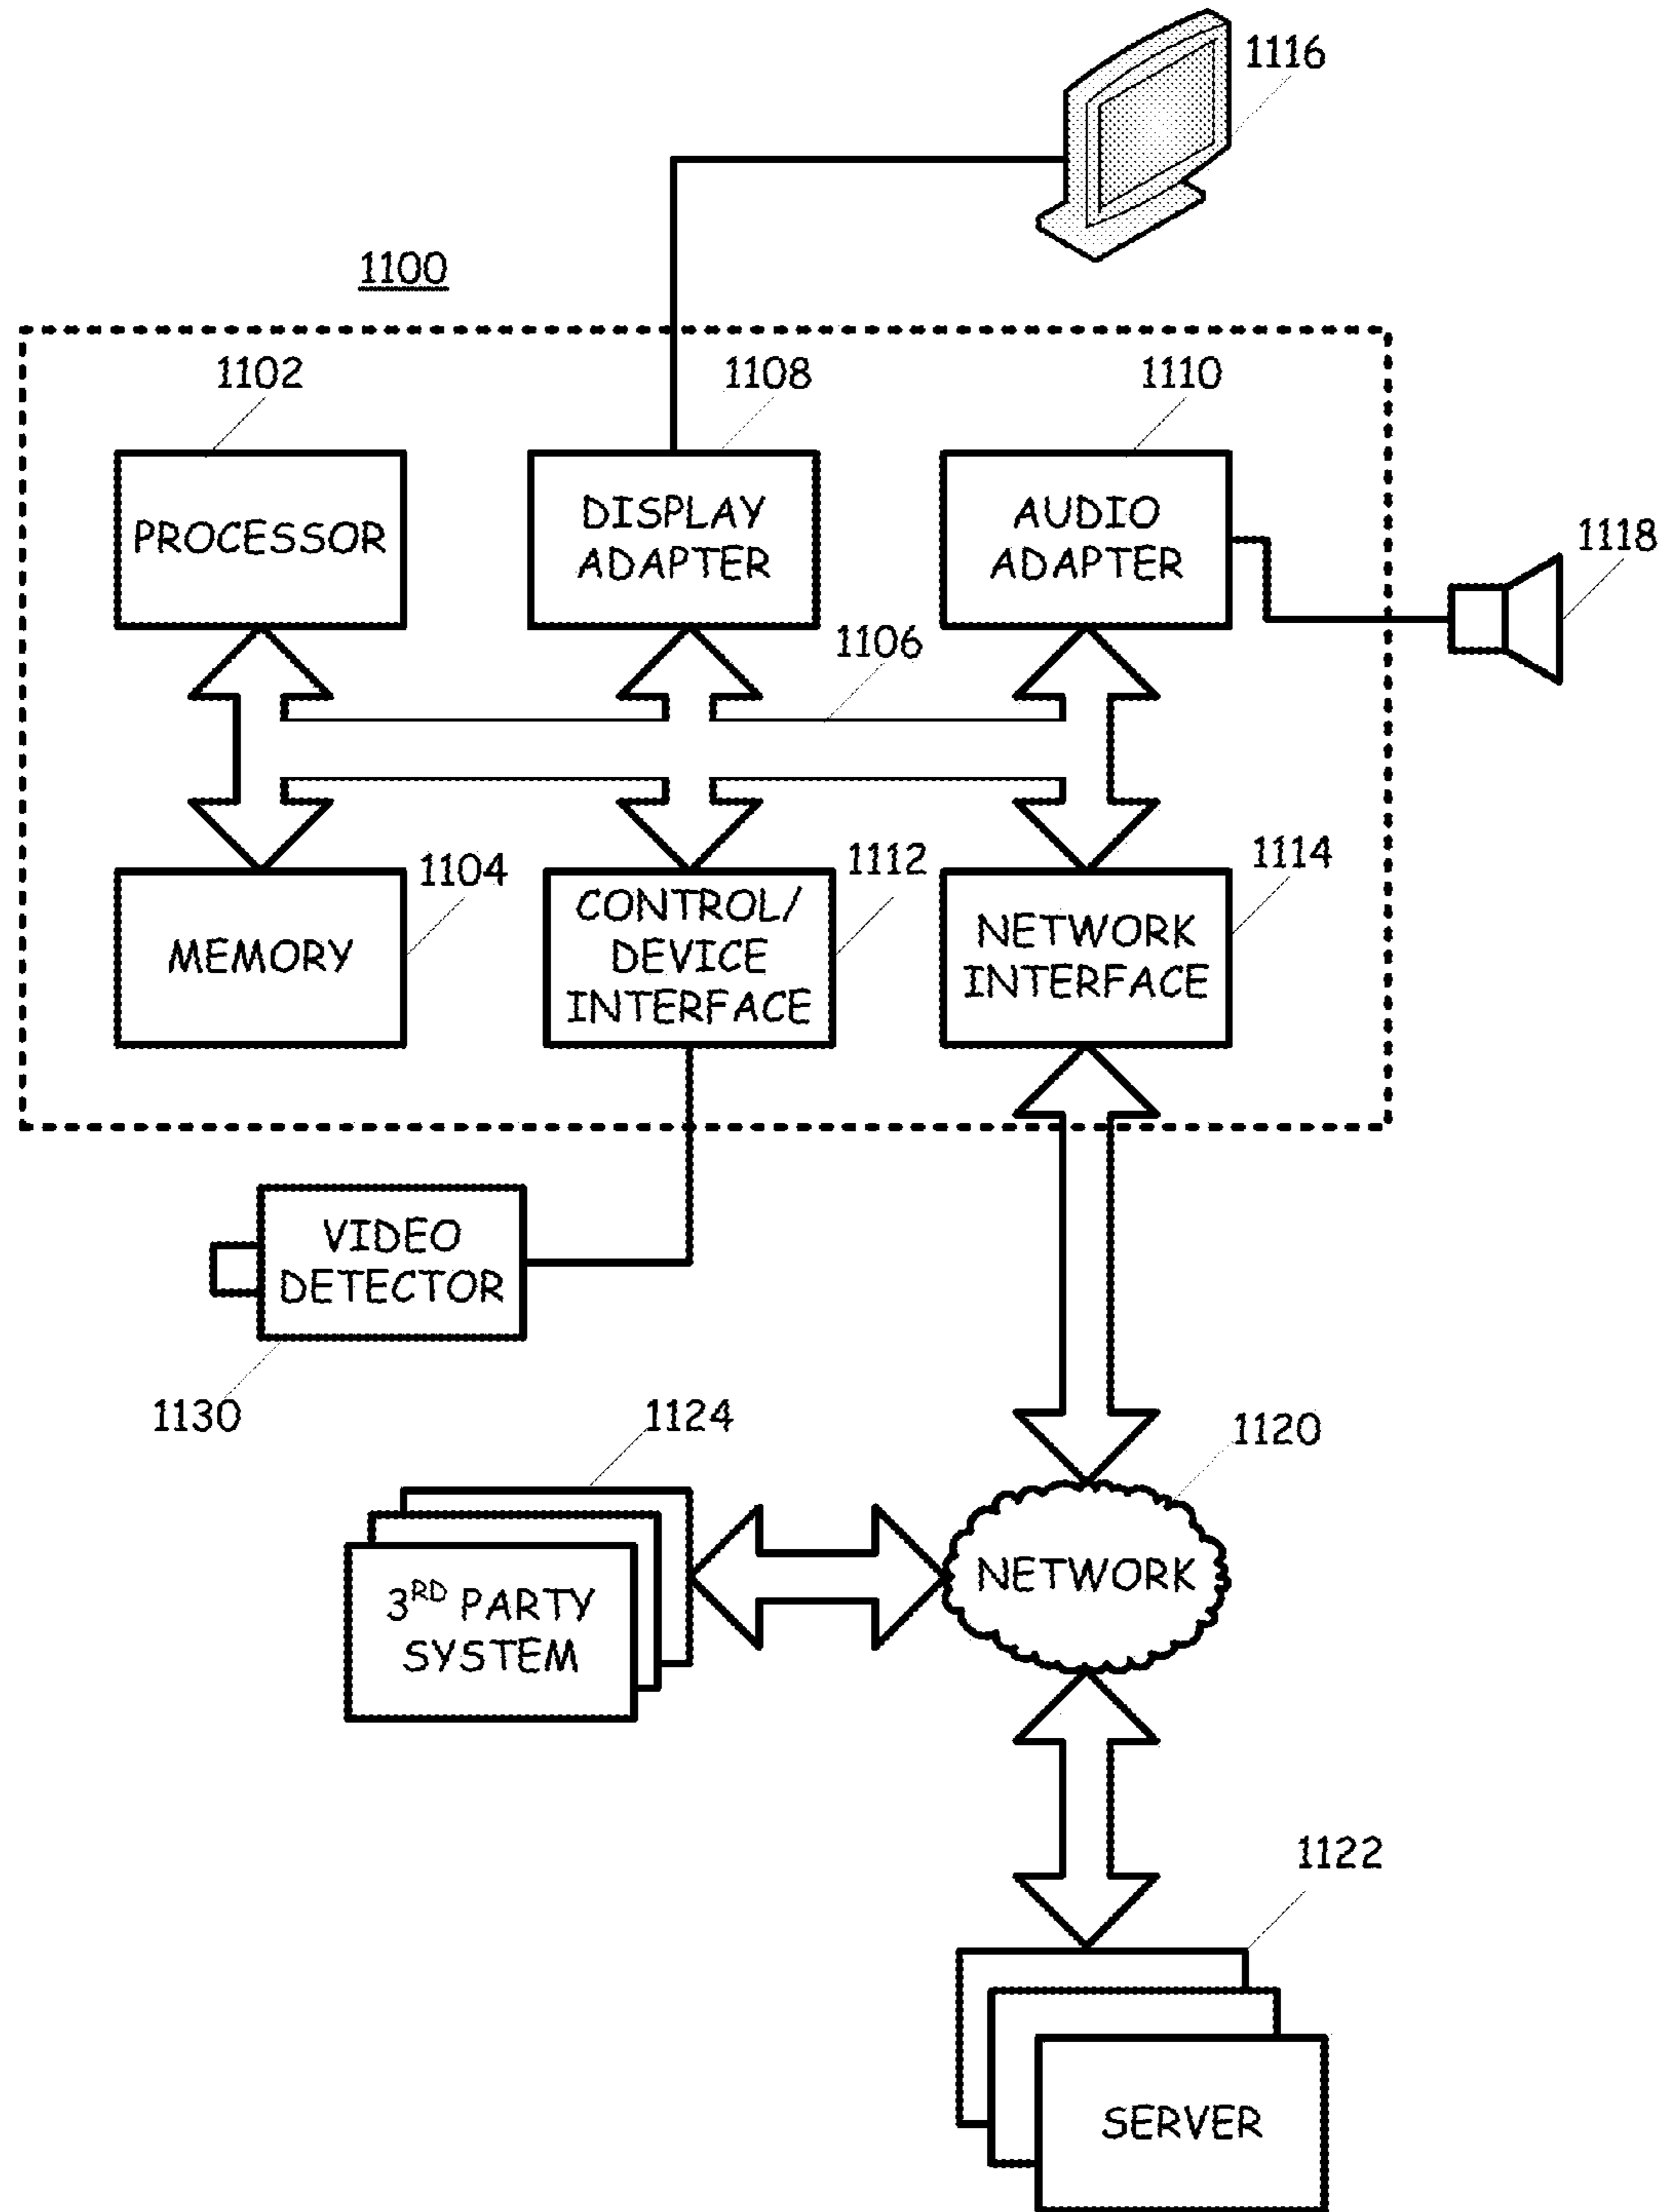 1116
1100
1102
1108
1110
PROCESSOR
DISPLAY
ADAPTER
AUDIO
ADAPTER
1118
1106
1104
1112
1114
MEMORY
CONTROL/
DEVICE
INTERFACE
NETWORK
INTERFACE
VIDEO
DETECTOR
1130
1124
1120
3RD PARTY
SYSTEM
NETWORK
1122
SERVER